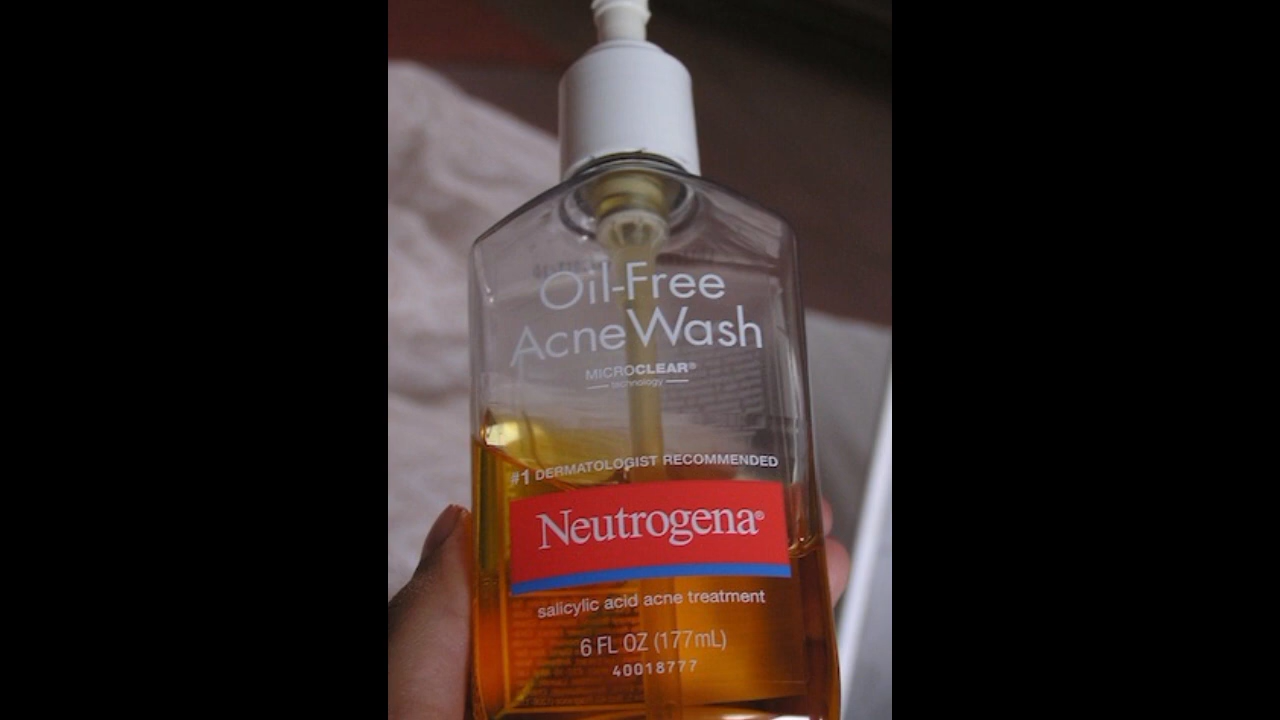 Oil-Free
Acne Wash
MICROCLEAR®
technology
#1 DERMATOLOGIST RECOMMENDED
Neutrogena®
salicylic acid acne treatment
6 FL OZ (177mL)
40018777